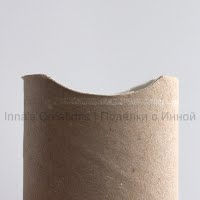 Inna's Creations | Поделки с Инной